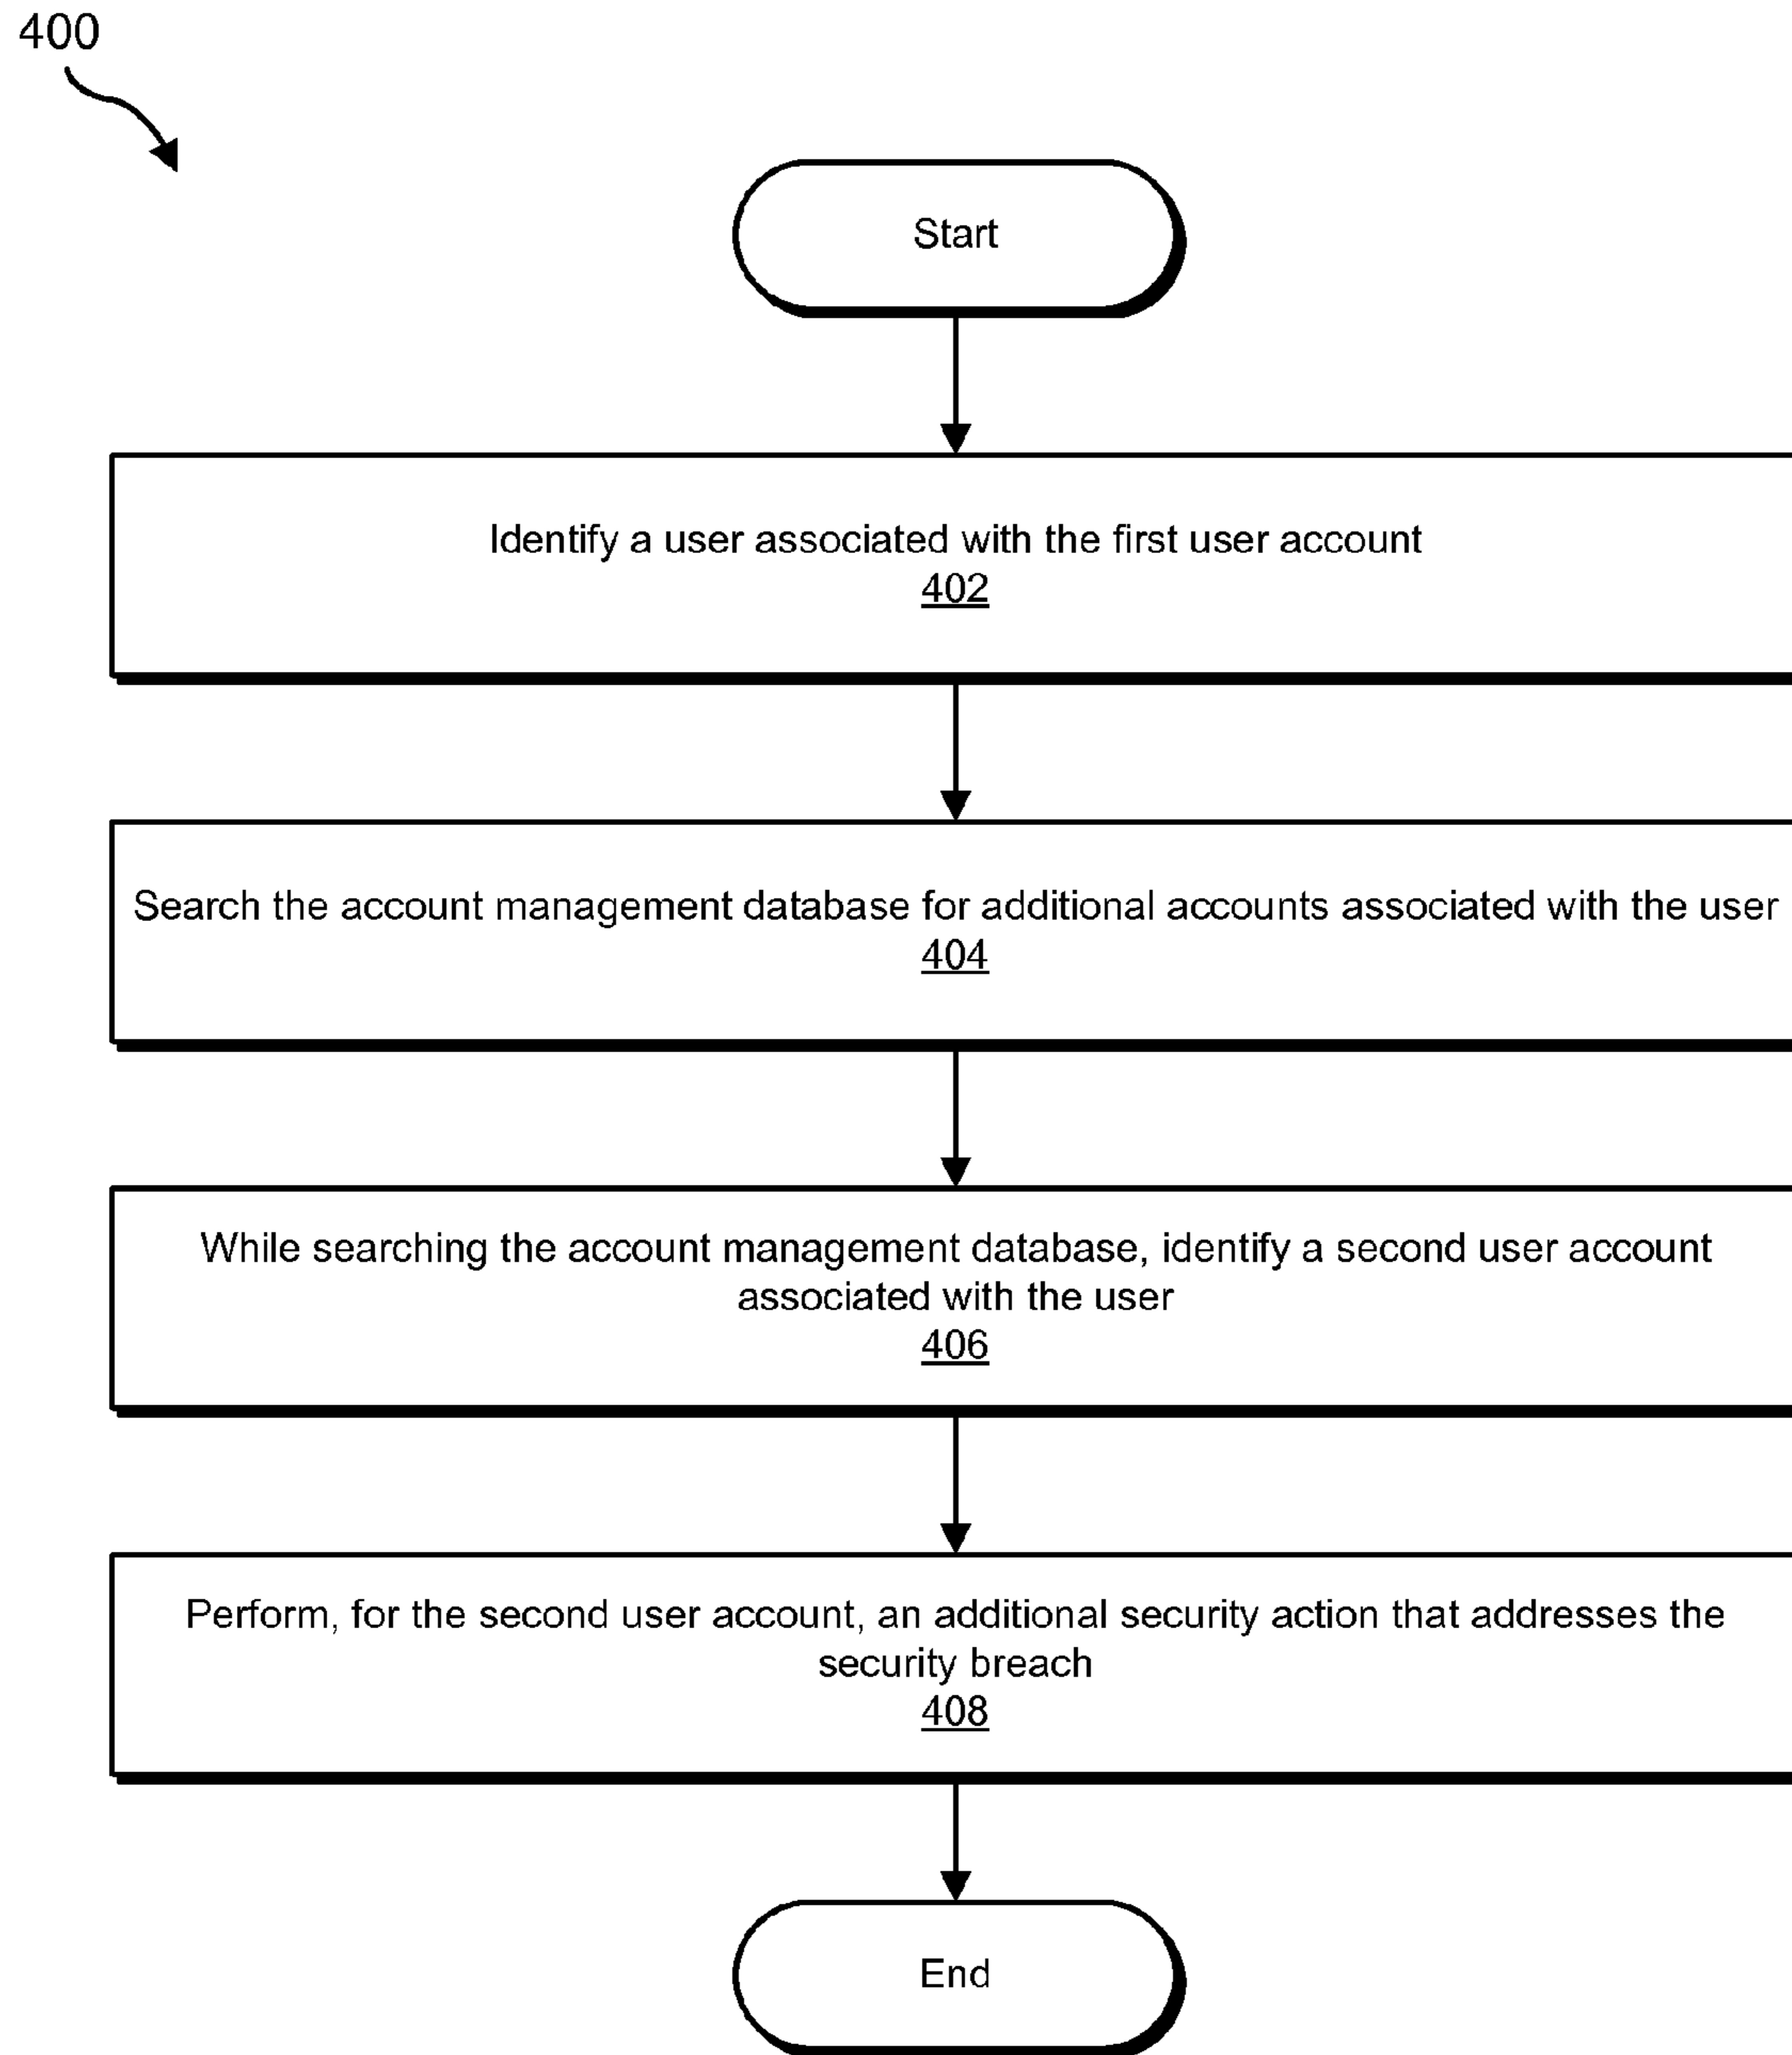 400
Start
Identify a user associated with the first user account
402
Search the account management database for additional accounts associated with the user
404
While searching the account management database, identify a second user account
associated with the user
406
Perform, for the second user account, an additional security action that addresses the
security breach
408
End